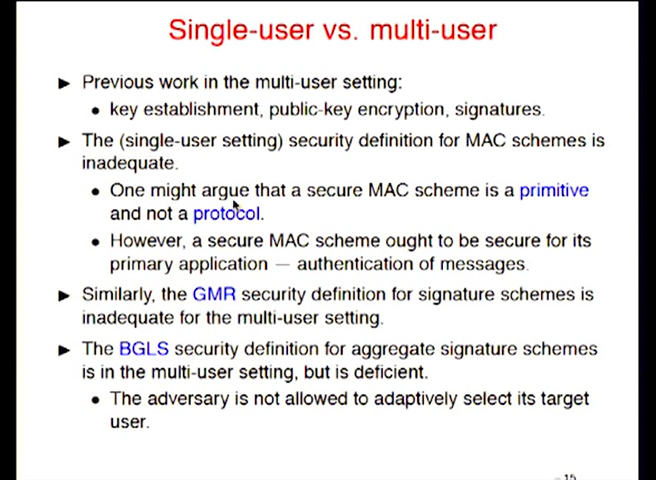 Single-user vs. multi-user
► Previous work in the multi-user setting:
• key establishment, public-key encryption, signatures.
► The (single-user setting) security definition for MAC schemes is
inadequate.
• One might argue that a secure MAC scheme is a primitive
and not a protocol.
• However, a secure MAC scheme ought to be secure for its
primary application — authentication of messages.
► Similarly, the GMR security definition for signature schemes is
inadequate for the multi-user setting.
► The BGLS security definition for aggregate signature schemes
is in the multi-user setting, but is deficient.
• The adversary is not allowed to adaptively select its target
user.
– 15